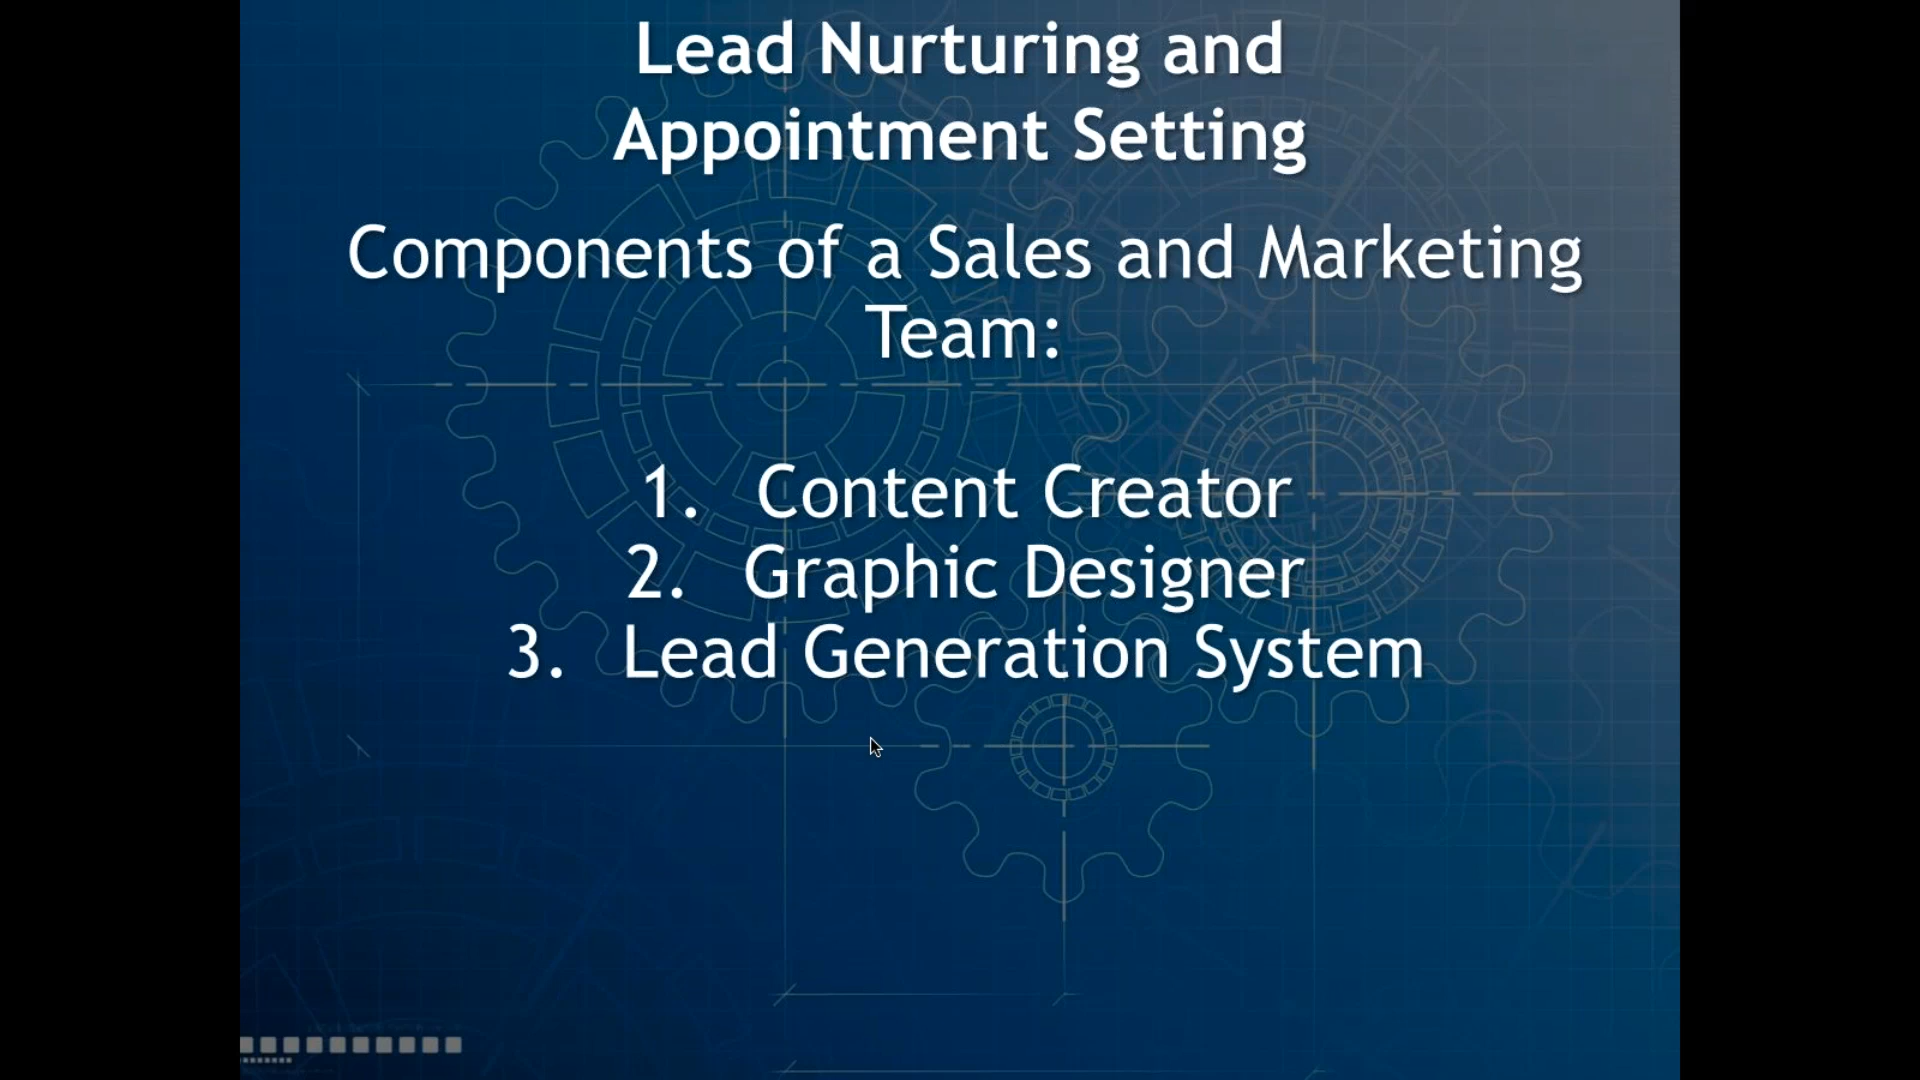 Lead Nurturing and
Appointment Setting
Components of a Sales and Marketing
Team:
1. Content Creator
2. Graphic Designer
3. Lead Generation System